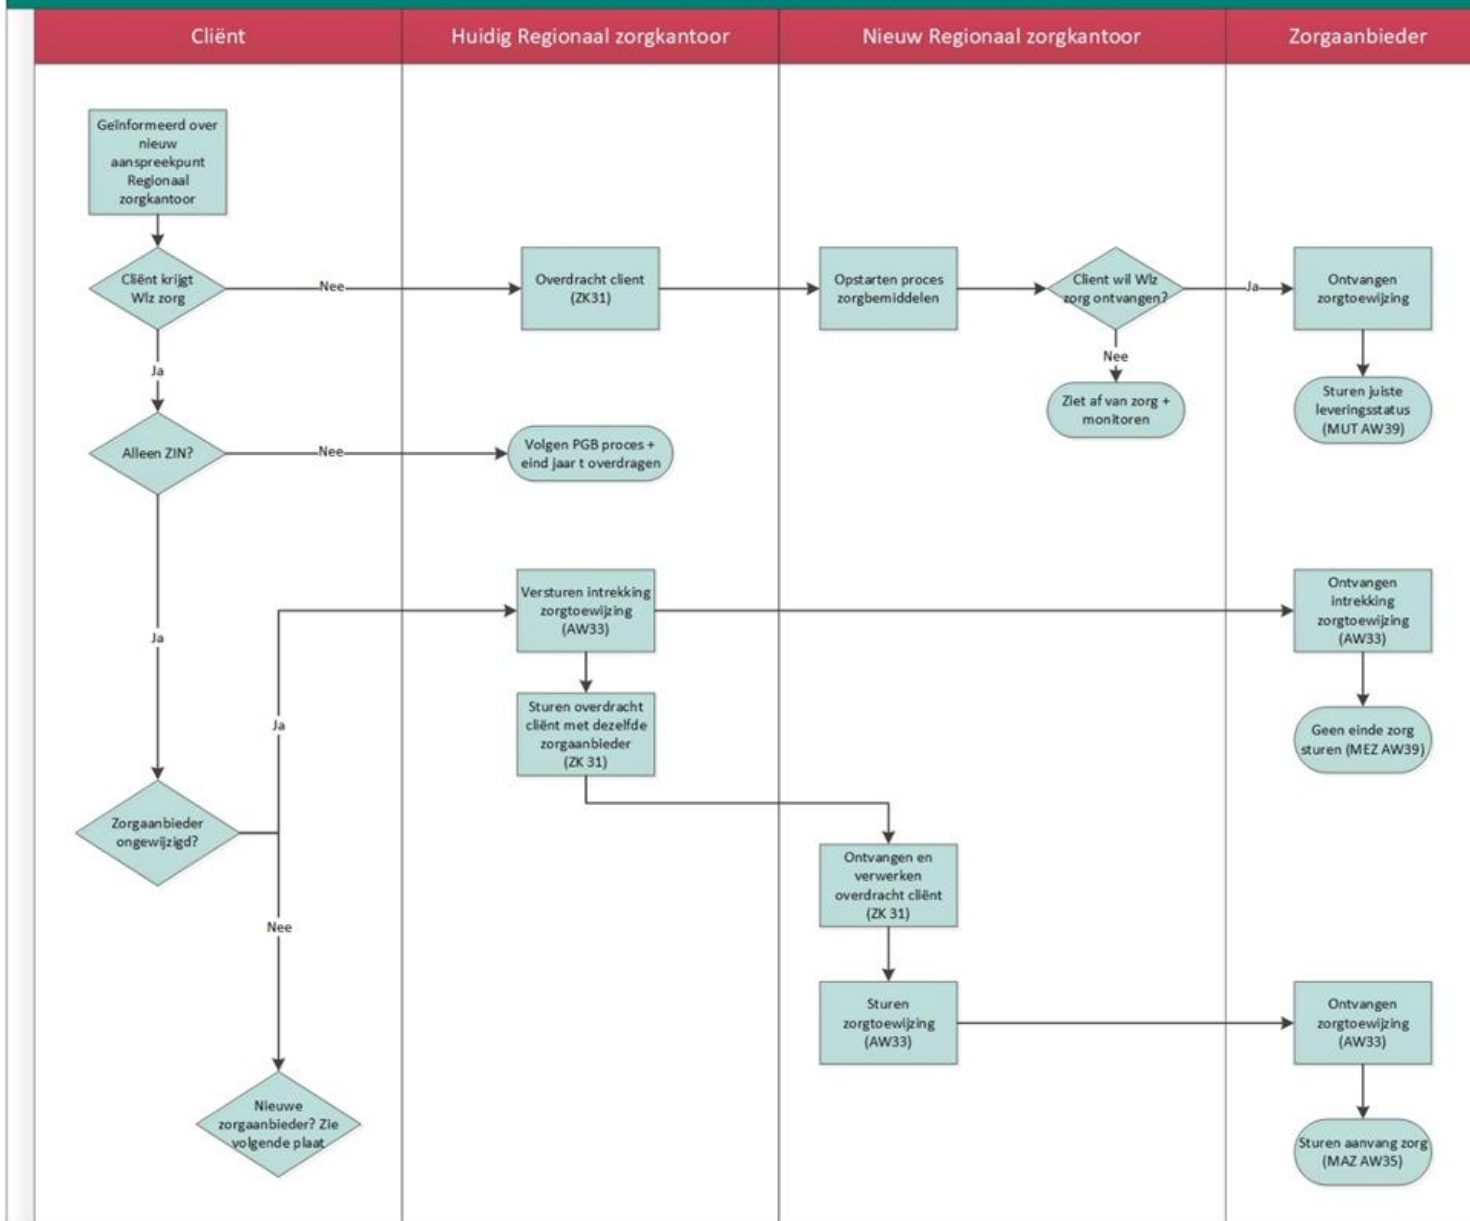 Cliënt
Huidig Regionaal zorgkantoor
Nieuw Regionaal zorgkantoor
Zorgaanbieder
Geïnformeerd over
nieuw
aanspreekpunt
Regionaal
zorgkantoor
Cliënt krijgt
Wlz zorg
Nee
Overdracht client
(ZK31)
Opstarten proces
zorgbemiddelen
Client wil Wlz
zorg ontvangen?
Ja
Ontvangen
zorgtoewijzing
Ja
Nee
Ziet af van zorg +
monitoren
Sturen juiste
leveringsstatus
(MUT AW39)
Alleen ZIN?
Nee
Volgen PGB proces +
eind jaar t overdragen
Ja
Versturen intrekking
zorgtoewijzing
(AW33)
Ontvangen
intrekking
zorgtoewijzing
(AW33)
Ja
Sturen overdracht
cliënt met dezelfde
zorgaanbieder
(ZK 31)
Geen einde zorg
sturen (MEZ AW39)
Zorgaanbieder
ongewijzigd?
Ontvangen en
verwerken
overdracht cliënt
(ZK 31)
Nee
Sturen
zorgtoewijzing
(AW33)
Ontvangen
zorgtoewijzing
(AW33)
Nieuwe
zorgaanbieder? Zie
volgende plaat
Sturen aanvang zorg
(MAZ AW35)